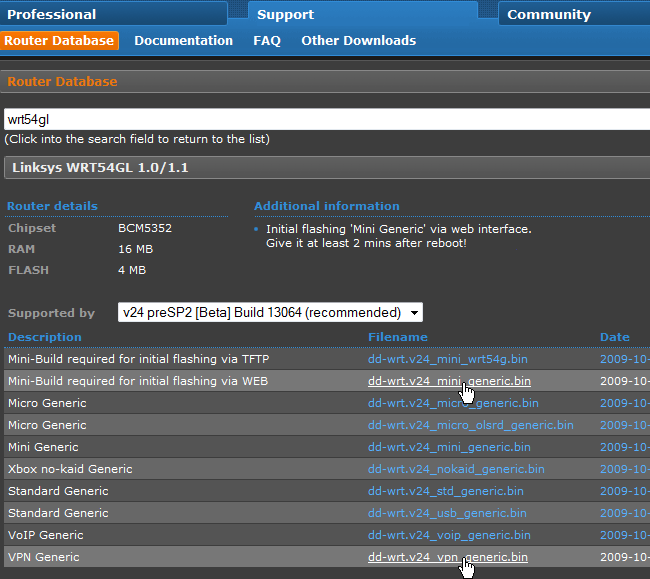 Professional Support Community
Router Database Documentation FAQ Other Downloads
Router Database
wrt54gl
(Click into the search field to return to the list)
Linksys WRT54GL 1.0/1.1
Router details Additional information
Chipset BCM5352 Initial flashing 'Mini Generic' via web interface.
Give it at least 2 mins after reboot!
RAM 16 MB
FLASH 4 MB
Supported by v24 preSP2 [Beta] Build 13064 (recommended)
Description Filename Date
Mini-Build required for initial flashing via TFTP dd-wrt.v24_mini_wrt54g.bin 2009-10-
Mini-Build required for initial flashing via WEB dd-wrt.v24_mini_generic.bin 2009-10-
Micro Generic dd-wrt.v24_micro_generic.bin 2009-10-
Micro Generic dd-wrt.v24_micro_olsrd_generic.bin 2009-10-
Mini Generic dd-wrt.v24_mini_generic.bin 2009-10-
Xbox no-kaid Generic dd-wrt.v24_nokaid_generic.bin 2009-10-
Standard Generic dd-wrt.v24_std_generic.bin 2009-10-
Standard Generic dd-wrt.v24_usb_generic.bin 2009-10-
VoIP Generic dd-wrt.v24_voip_generic.bin 2009-10-
VPN Generic dd-wrt.v24_vpn_generic.bin 2009-10-